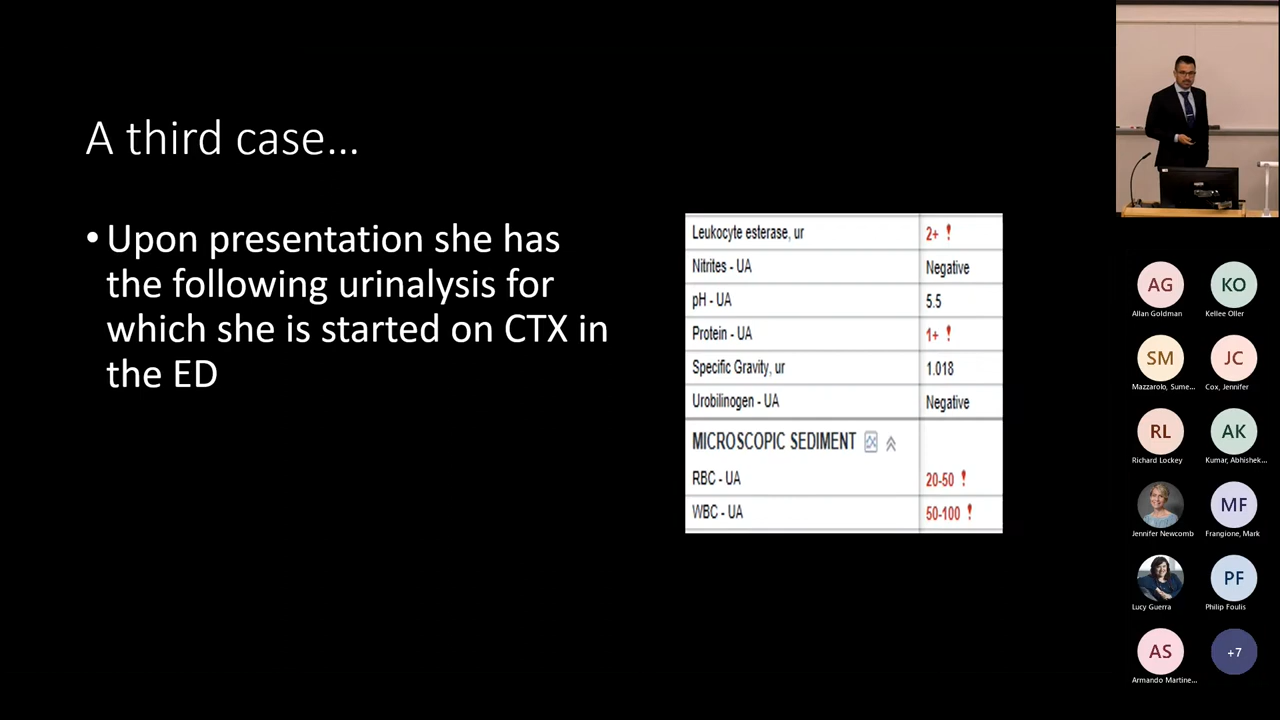 A third case...
• Upon presentation she has
the following urinalysis for
which she is started on CTX in
the ED
Leukocyte esterase, ur 2+ !
Nitrites - UA Negative
pH - UA 5.5
Protein - UA 1+ !
Specific Gravity, ur 1.018
Urobilinogen - UA Negative
MICROSCOPIC SEDIMENT
RBC - UA 20-50 !
WBC - UA 50-100 !
AG KO
Allan Goldman Kellee Oller
SM JC
Mazzarolo, Sume... Cox, Jennifer
RL AK
Richard Lockey Kumar, Abhishek...
MF
Jennifer Newcomb Frangione, Mark
PF
Lucy Guerra Philip Foulis
AS +7
Armando Martine...